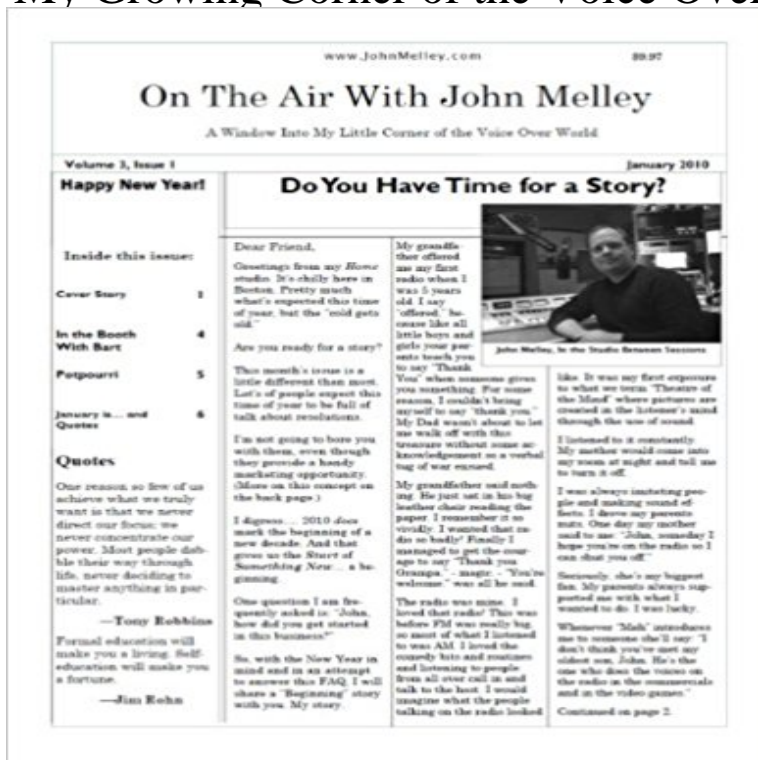 My Growing Corner of the Voice Over
www.JohnMelley.com
$9.97
On The Air With John Melley
A Window Into My Little Corner of the Voice Over World
Volume 3, Issue 1
January 2010
Happy New Year!
Inside this issue:
Cover Story 1
In the Booth 4
With Bart
Potpourri 5
January is... and 6
Quotes
Quotes
One reason so few of us
achieve what we truly
want is that we never
direct our focus; we
never concentrate our
power. Most people dab-
ble their way through
life, never deciding to
master anything in par-
ticular.
—Tony Robbins
Formal education will
make you a living. Self-
education will make you
a fortune.
—Jim Rohn
Do You Have Time for a Story?
Dear Friend,
Greetings from my Home
studio. It's chilly here in
Boston. Pretty much
what's expected this time
of year, but the "cold gets
old."
Are you ready for a story?
This month's issue is a
little different than most.
Lot's of people expect this
time of year to be full of
talk about resolutions.
I'm not going to bore you
with them, even though
they provide a handy
marketing opportunity.
(More on this concept on
the back page.)
I digress… 2010 does
mark the beginning of a
new decade. And that
gives us the Start of
Something New… a be-
ginning.
One question I am fre-
quently asked is: "John,
how did you get started
in this business?"
So, with the New Year in
mind and in an attempt
to answer this FAQ, I will
share a "Beginning" story
with you. My story.
My grandfa-
ther offered
me my first
radio when I
was 5 years
old. I say
"offered," be-
cause like all
little boys and
girls your par-
ents teach you
to say "Thank
You" when someone gives
you something. For some
reason, I couldn't bring
myself to say "thank you."
My Dad wasn't about to let
me walk off with this
treasure without some ac-
knowledgement so a verbal
tug of war ensued.
My grandfather said noth-
ing. He just sat in his big
leather chair reading the
paper. I remember it so
vividly. I wanted that ra-
dio so badly! Finally I
managed to get the cour-
age to say "Thank you
Grampa," - magic, - "You're
welcome," was all he said.
The radio was mine. I
loved that radio! This was
before FM was really big,
so most of what I listened
to was AM. I loved the
comedy bits and routines
and listening to people
from all over call in and
talk to the host. I would
imagine what the people
talking on the radio looked
John Melley, In the Studio Between Sessions
like. It was my first exposure
to what we term "Theatre of
the Mind" where pictures are
created in the listener's mind
through the use of sound.
I listened to it constantly.
My mother would come into
my room at night and tell me
to turn it off.
I was always imitating peo-
ple and making sound ef-
fects. I drove my parents
nuts. One day my mother
said to me: "John, someday I
hope you're on the radio so I
can shut you off."
Seriously, she's my biggest
fan. My parents always sup-
ported me with what I
wanted to do. I was lucky.
Whenever "Mah" introduces
me to someone she'll say: "I
don't think you've met my
oldest son, John. He's the
one who does the voices on
the radio in the commercials
and in the video games."
Continued on page 2.